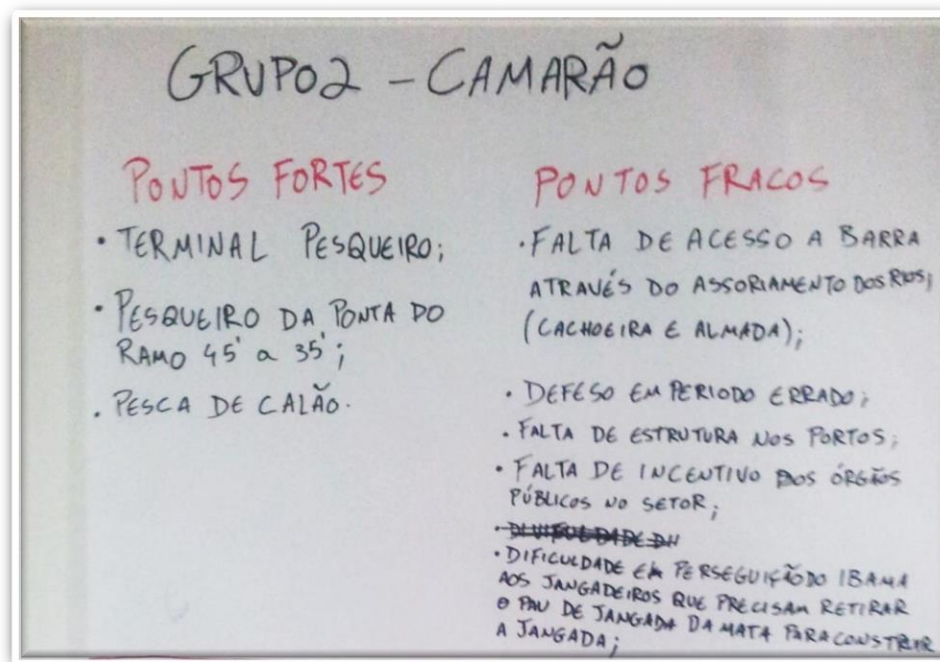 GRUPO2 - CAMARÃO
PONTOS FORTES
• TERMINAL PESQUEIRO;
• PESQUEIRO DA PONTA DO
RAMO 45' a 35';
. PESCA DE CALÃO.
PONTOS FRACOS
• FALTA DE ACESSO A BARRA
ATRAVÉS DO ASSORIAMENTO DOS RIOS;
(CACHOEIRA E ALMADA);
• DEFESO EM PERIODO ERRADO;
• FALTA DE ESTRUTURA NOS PORTOS;
• FALTA DE INCENTIVO DOS ÓRGÃOS
PÚBLICOS NO SETOR;
• DIFICULDADE EM PERSEGUIÇÃO DO IBAMA
AOS JANGADEIROS QUE PRECISAM RETIRAR
O PAU DE JANGADA DA MATA PARA CONSTRUIR
A JANGADA;